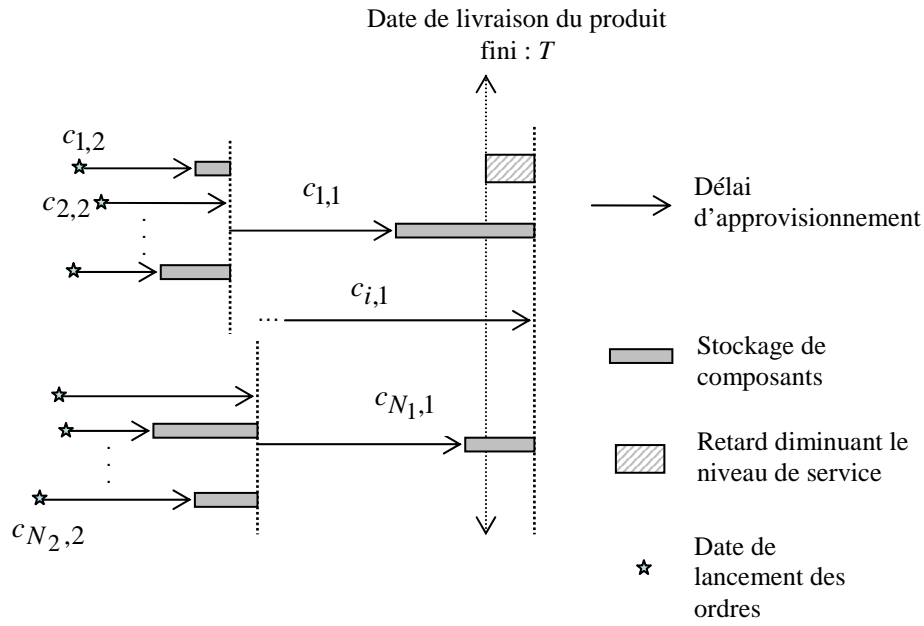 Date de livraison du produit
fini : T
c1,2
c2,2
⋮
c1,1
ci,1
...
cN1,1
⋮
cN2,2
Délai
d’approvisionnement
Stockage de
composants
Retard diminuant le
niveau de service
Date de
lancement des
ordres